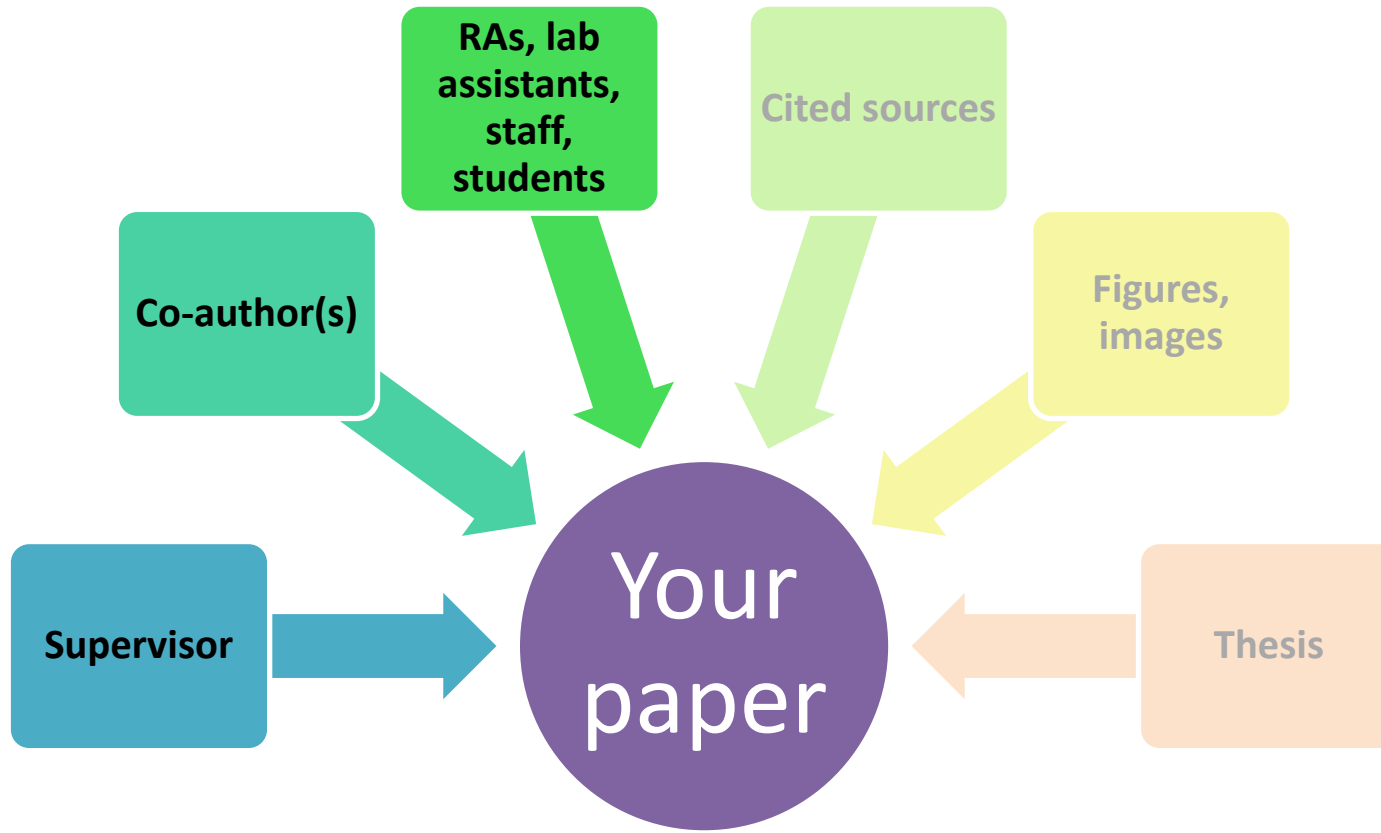 RAs, lab
assistants,
staff,
students
Cited sources
Co-author(s)
Figures,
images
Supervisor
Your
paper
Thesis